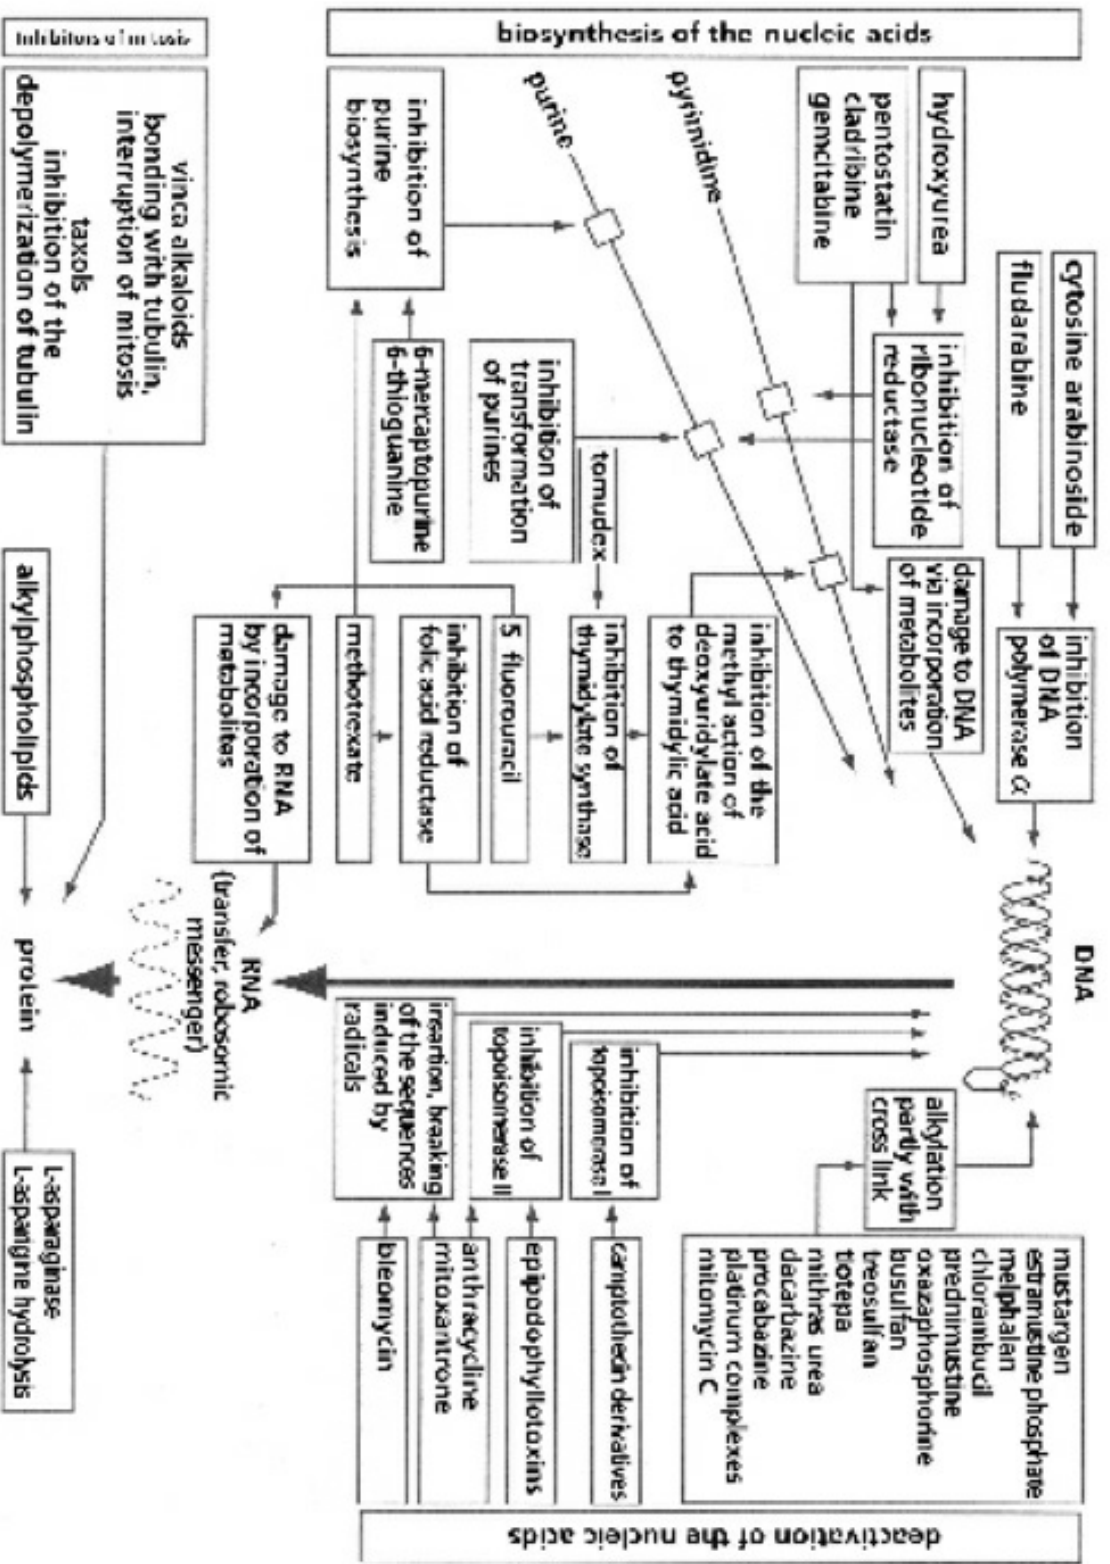 biosynthesis of the nucleic acids
Inhibitors of mitosis
cytosine arabinoside
fludarabine
hydroxyurea
pentostatin
cladribine
gemcitabine
pyrimidine
purine
inhibition of
purine
biosynthesis
vinca alkaloids
bonding with tubulin,
interruption of mitosis
taxols
inhibition of the
depolymerization of tubulin
inhibition of
ribonucleotide
reductase
tomudex
inhibition of
transformation
of purines
6-mercaptopurine
6-thioguanine
inhibition
of DNA
polymerase α
damage to DNA
via incorporation
of metabolites
inhibition of the
methyl action of
deoxyuridylate acid
to thymidylic acid
inhibition of
thymidylate synthase
5 fluorouracil
inhibition of
folic acid reductase
methotrexate
damage to RNA
by incorporation of
metabolites
alkylphospholipids
DNA
RNA
(transfer, robosomic
messenger)
protein
alkylation
partly with
cross link
inhibition of
topoisomerase I
inhibition of
topoisomerase II
insertion, breaking
of the sequences
induced by
radicals
mustargen
estramustine phosphate
melphalan
chlorambucil
prednimustine
oxazaphosphorine
busulfan
treosulfan
tiotepa
mithras urea
dacarbazine
procabazine
platinum complexes
mitomycin C
camptothecin derivatives
epipodophyllotoxins
anthracycline
mitoxantrone
bleomycin
L-asparaginase
L-asparigine hydrolysis
deactivation of the nucleic acids